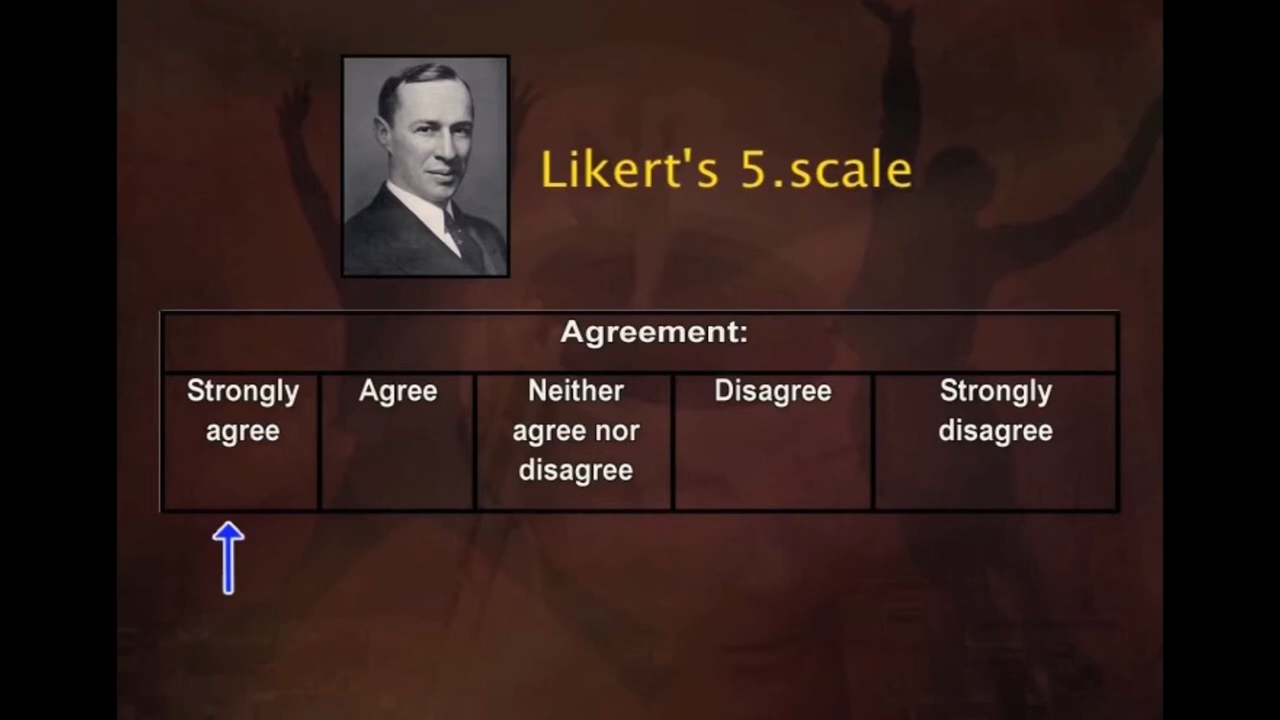 Likert's 5.scale
Agreement:
Strongly agree
Agree
Neither agree nor disagree
Disagree
Strongly disagree